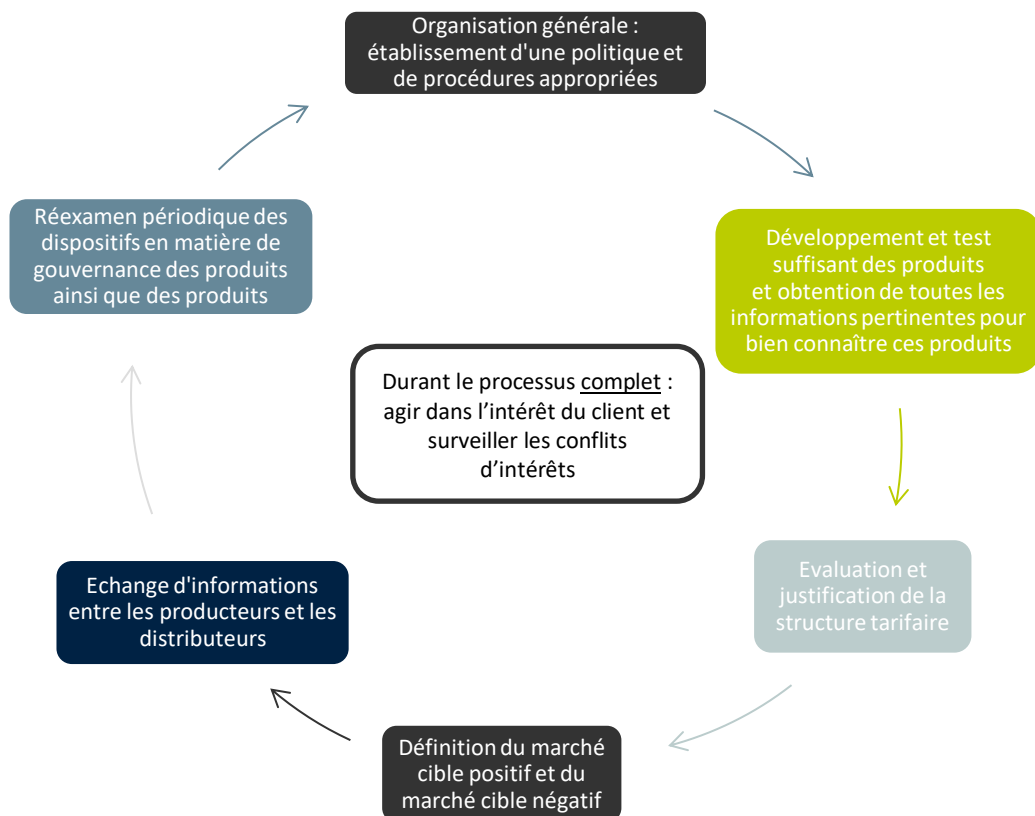 Organisation générale :
établissement d'une politique et
de procédures appropriées
Développement et test
suffisant des produits
et obtention de toutes les
informations pertinentes pour
bien connaître ces produits
Evaluation et
justification de la
structure tarifaire
Définition du marché
cible positif et du
marché cible négatif
Echange d'informations
entre les producteurs et les
distributeurs
Réexamen périodique des
dispositifs en matière de
gouvernance des produits
ainsi que des produits
Durant le processus complet :
agir dans l’intérêt du client et
surveiller les conflits
d’intérêts